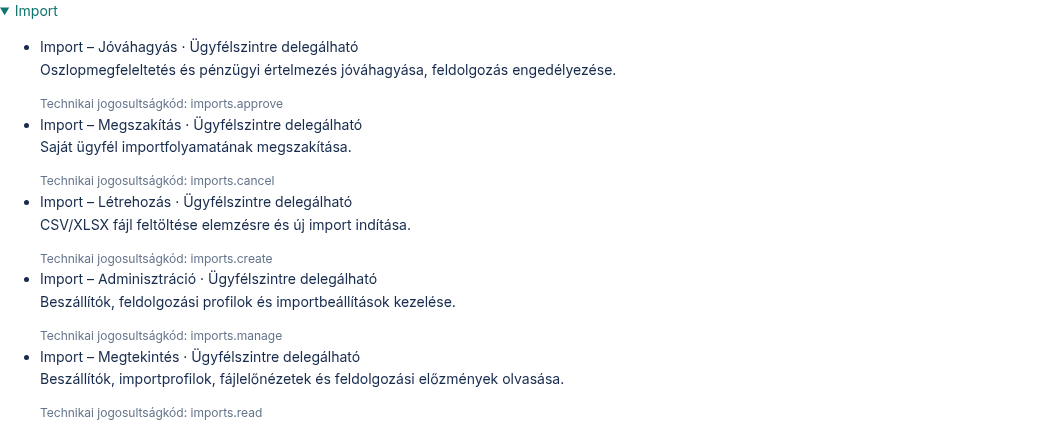 ▼ Import
• Import – Jóváhagyás · Ügyfélszintre delegálható
Oszlopmegfeleltetés és pénzügyi értelmezés jóváhagyása, feldolgozás engedélyezése.
Technikai jogosultságkód: imports.approve
• Import – Megszakítás · Ügyfélszintre delegálható
Saját ügyfél importfolyamatának megszakítása.
Technikai jogosultságkód: imports.cancel
• Import – Létrehozás · Ügyfélszintre delegálható
CSV/XLSX fájl feltöltése elemzésre és új import indítása.
Technikai jogosultságkód: imports.create
• Import – Adminisztráció · Ügyfélszintre delegálható
Beszállítók, feldolgozási profilok és importbeállítások kezelése.
Technikai jogosultságkód: imports.manage
• Import – Megtekintés · Ügyfélszintre delegálható
Beszállítók, importprofilok, fájlelőnézetek és feldolgozási előzmények olvasása.
Technikai jogosultságkód: imports.read